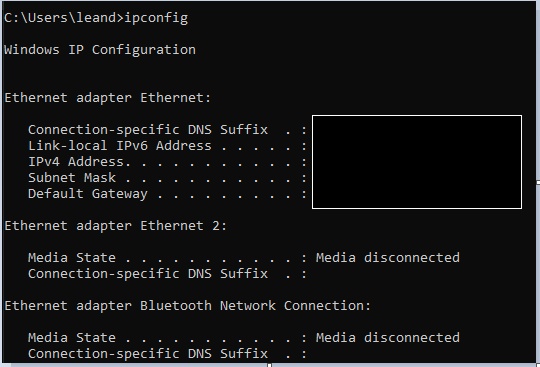 C:\Users\leand>ipconfig
Windows IP Configuration
Ethernet adapter Ethernet:
Connection-specific DNS Suffix  . :
Link-local IPv6 Address . . . . . :
IPv4 Address. . . . . . . . . . . :
Subnet Mask . . . . . . . . . . . :
Default Gateway . . . . . . . . . :
Ethernet adapter Ethernet 2:
Media State . . . . . . . . . . . : Media disconnected
Connection-specific DNS Suffix  . :
Ethernet adapter Bluetooth Network Connection:
Media State . . . . . . . . . . . : Media disconnected
Connection-specific DNS Suffix  . :